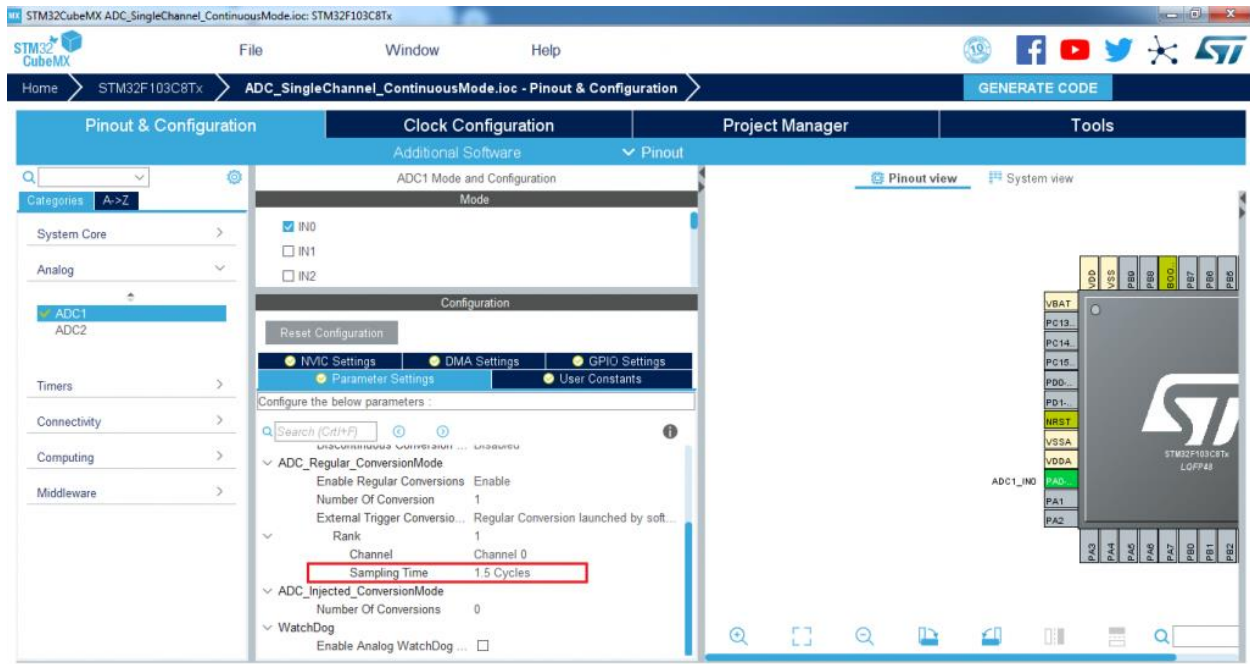 STM32CubeMX ADC_SingleChannel_ContinuousMode.ioc: STM32F103C8Tx
STM32 CubeMX File Window Help 10
Home STM32F103C8Tx ADC_SingleChannel_ContinuousMode.ioc - Pinout & Configuration GENERATE CODE
Pinout & Configuration Clock Configuration Project Manager Tools
Additional Software Pinout
ADC1 Mode and Configuration
Mode
Pinout view System view
Categories A->Z
System Core
Analog
ADC1
ADC2
Timers
Connectivity
Computing
Middleware
IN0
IN1
IN2
Configuration
Reset Configuration
NVIC Settings DMA Settings GPIO Settings
Parameter Settings User Constants
Configure the below parameters :
Search (Crtl+F)
Discontinuous Conversion ... Disabled
ADC_Regular_ConversionMode
Enable Regular Conversions Enable
Number Of Conversion 1
External Trigger Conversio... Regular Conversion launched by soft...
Rank 1
Channel Channel 0
Sampling Time 1.5 Cycles
ADC_Injected_ConversionMode
Number Of Conversions 0
WatchDog
Enable Analog WatchDog ...
VDD VSS PB9 PB8 BOO.. PB7 PB6 PB5
VBAT
PC13..
PC14..
PC15..
PD0-..
PD1-..
NRST
VSSA
VDDA
ADC1_IN0 PA0-..
PA1
PA2
STM32F103C8Tx
LQFP48
PA3 PA4 PA5 PA6 PA7 PB0 PB1 PB2